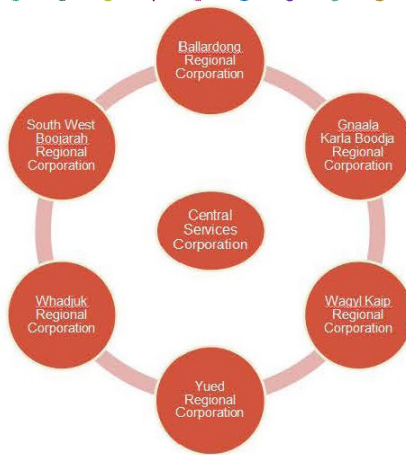 Ballardong
Regional
Corporation
Gnaala
Karla Boodja
Regional
Corporation
South West
Boojarah
Regional
Corporation
Central
Services
Corporation
Whadjuk
Regional
Corporation
Wagyl Kaip
Regional
Corporation
Yued
Regional
Corporation